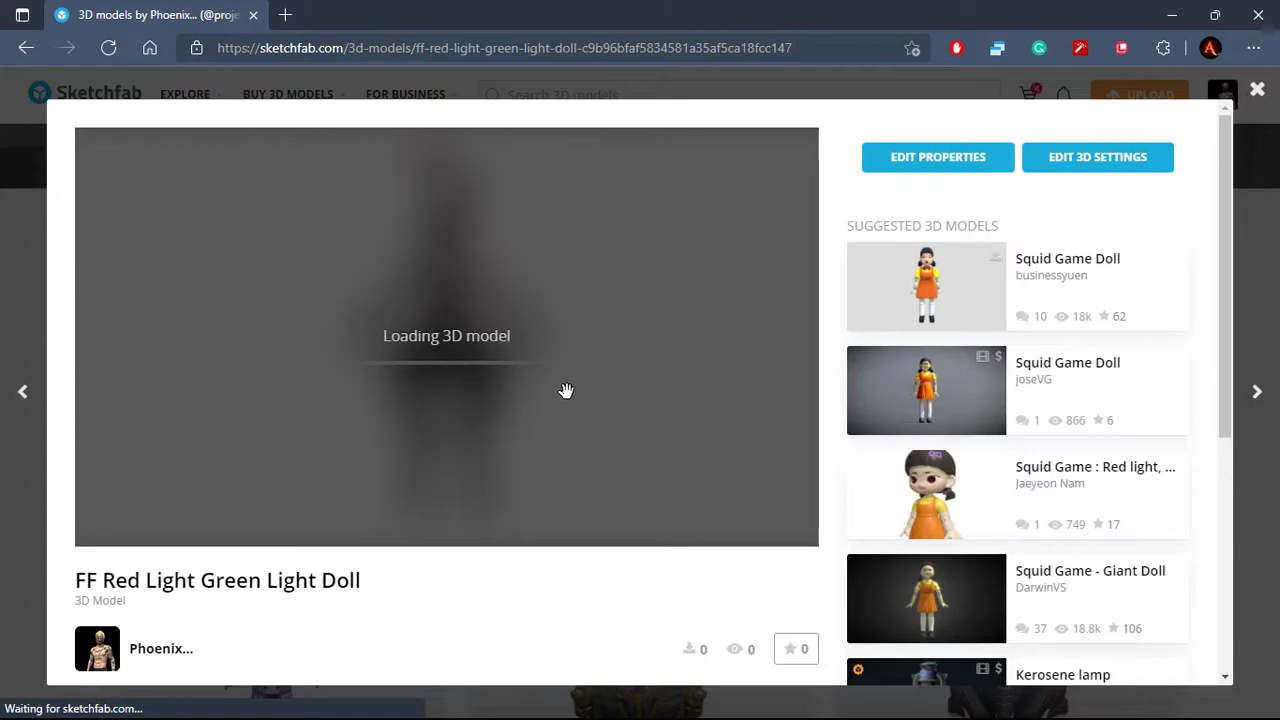 3D models by Phoenix... (@proje
https://sketchfab.com/3d-models/ff-red-light-green-light-doll-c9b96bfaf5834581a35af5ca18fcc147
Sketchfab EXPLORE BUY 3D MODELS FOR BUSINESS Search 3D models UPLOAD
EDIT PROPERTIES EDIT 3D SETTINGS
SUGGESTED 3D MODELS
Squid Game Doll
businessyuen
10 18k 62
Squid Game Doll
joseVG
1 866 6
Squid Game : Red light, ...
Jaeyeon Nam
1 749 17
Squid Game - Giant Doll
DarwinVS
37 18.8k 106
Kerosene lamp
Loading 3D model
FF Red Light Green Light Doll
3D Model
Phoenix...
0 0 0
Waiting for sketchfab.com...